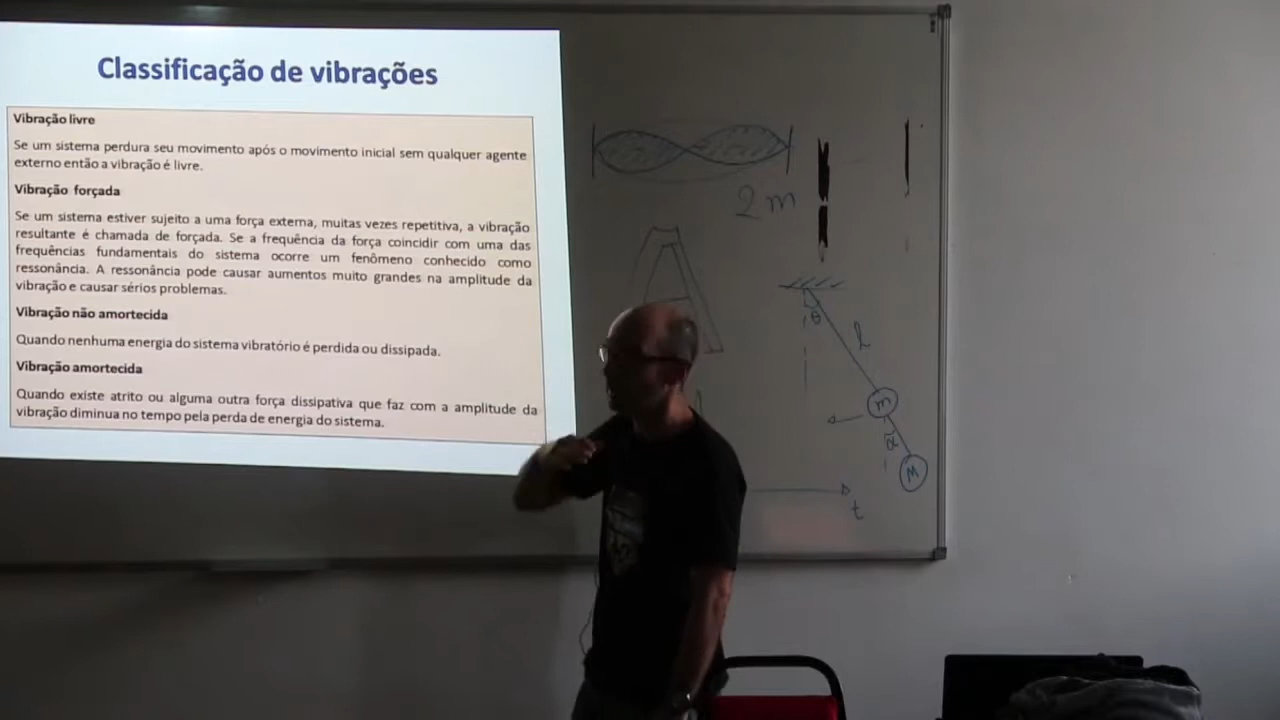 Classificação de vibrações
Vibração livre
Se um sistema perdura seu movimento após o movimento inicial sem qualquer agente
externo então a vibração é livre.
Vibração forçada
Se um sistema estiver sujeito a uma força externa, muitas vezes repetitiva, a vibração
resultante é chamada de forçada. Se a frequência da força coincidir com uma das
frequências fundamentais do sistema ocorre um fenômeno conhecido como
ressonância. A ressonância pode causar aumentos muito grandes na amplitude da
vibração e causar sérios problemas.
Vibração não amortecida
Quando nenhuma energia do sistema vibratório é perdida ou dissipada.
Vibração amortecida
Quando existe atrito ou alguma outra força dissipativa que faz com a amplitude da
vibração diminua no tempo pela perda de energia do sistema.
2 m
θ
l
m
α
M
t